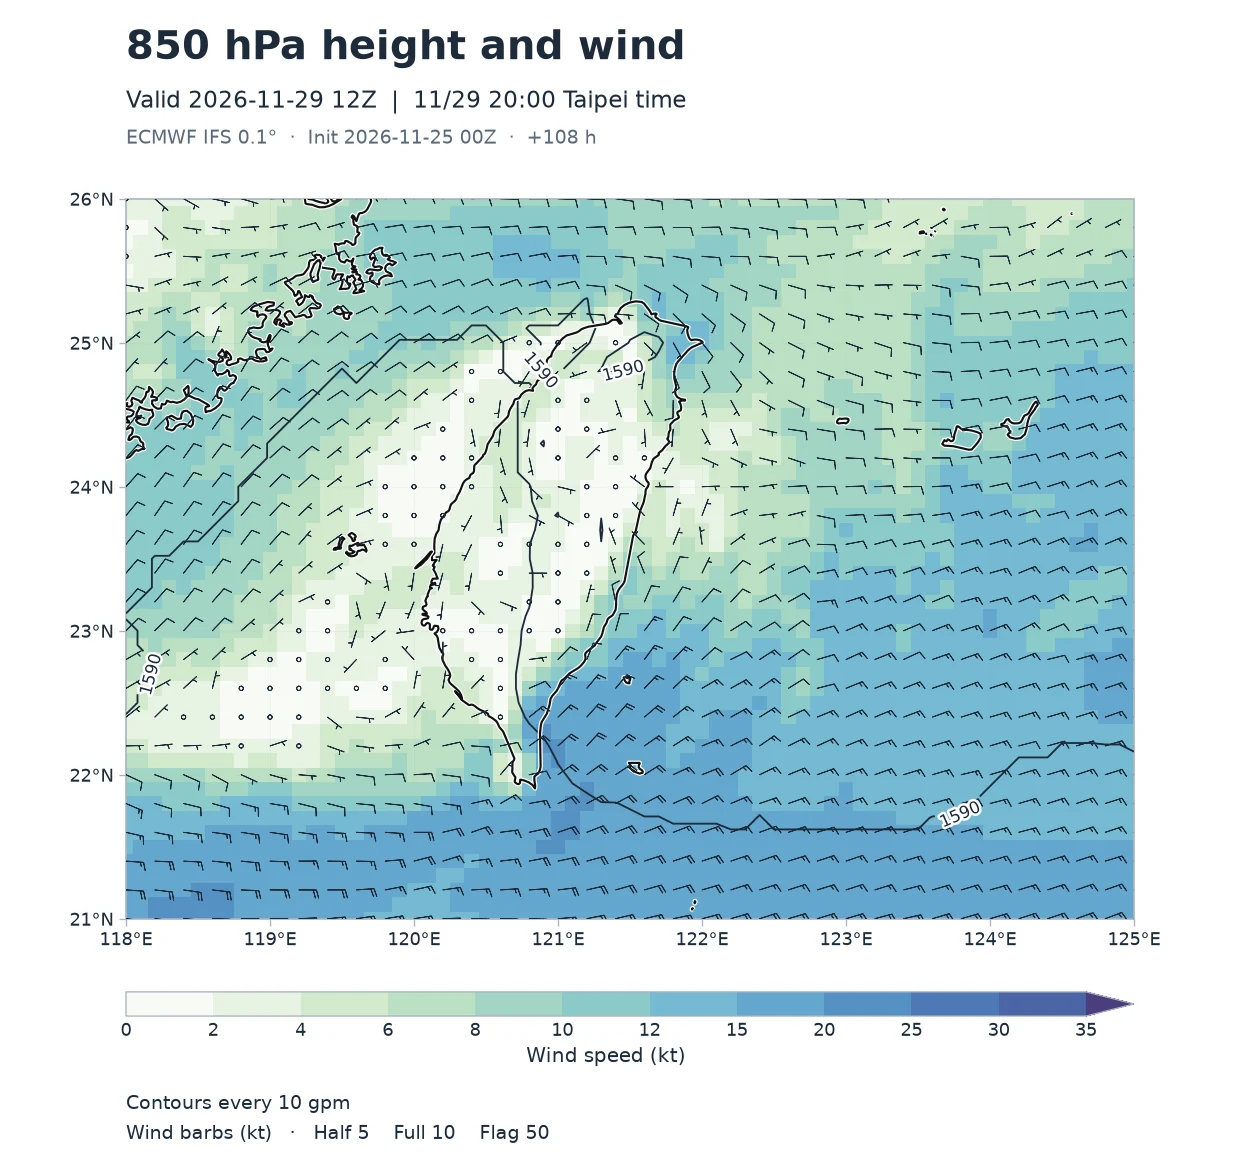 850 hPa height and wind
Valid 2026-11-29 12Z | 11/29 20:00 Taipei time
ECMWF IFS 0.1° · Init 2026-11-25 00Z · +108 h
26°N
25°N
24°N
23°N
22°N
21°N
1590
1590
1590
1590
118°E 119°E 120°E 121°E 122°E 123°E 124°E 125°E
0 2 4 6 8 10 12 15 20 25 30 35
Wind speed (kt)
Contours every 10 gpm
Wind barbs (kt) · Half 5 Full 10 Flag 50